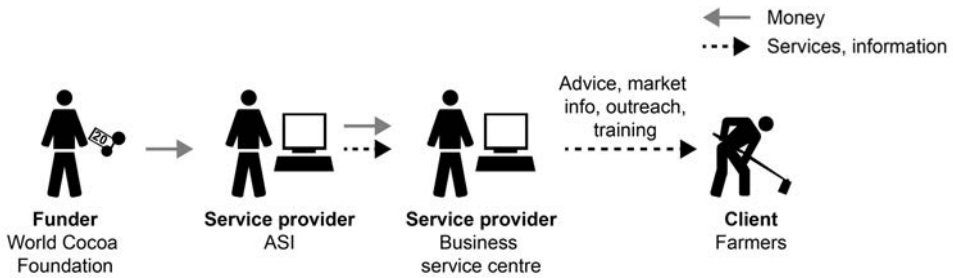 Money
Services, information
Advice, market
info, outreach,
training
20
Funder
World Cocoa
Foundation
Service provider
ASI
Service provider
Business
service centre
Client
Farmers